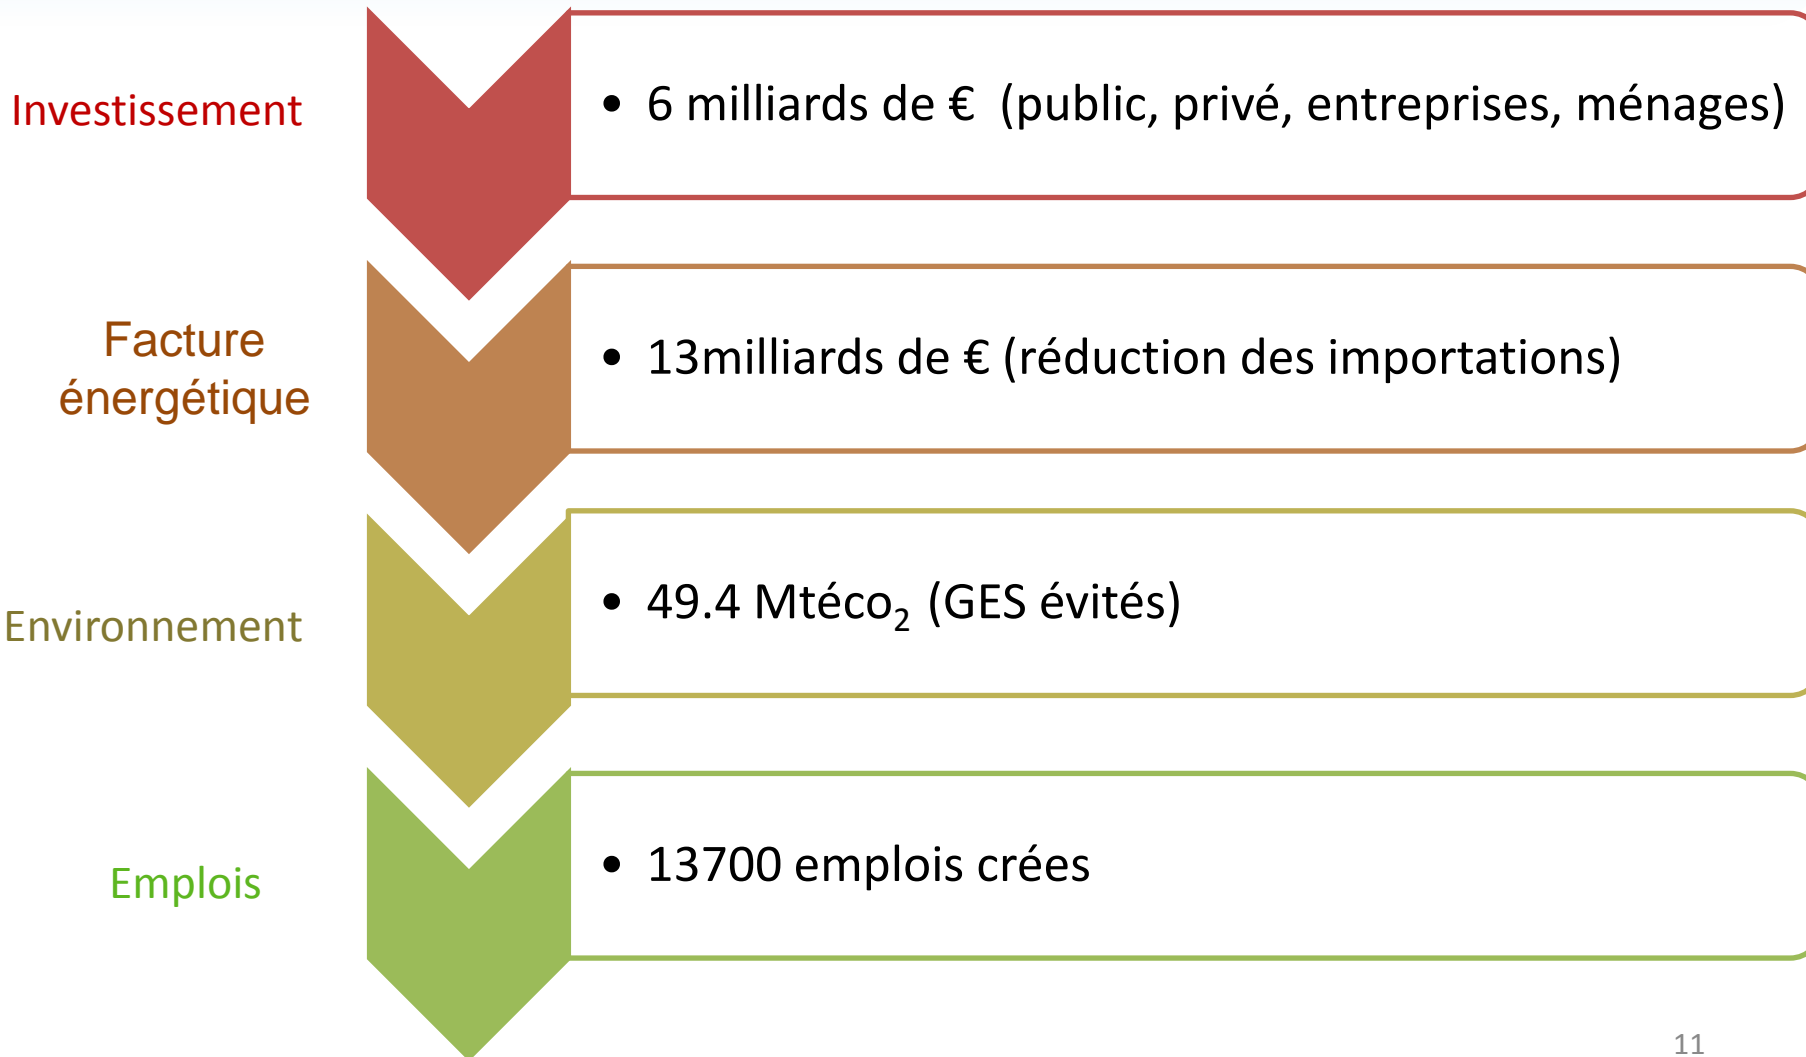 Investissement
• 6 milliards de € (public, privé, entreprises, ménages)
Facture
énergétique
• 13milliards de € (réduction des importations)
Environnement
• 49.4 Mtéco₂ (GES évités)
Emplois
• 13700 emplois crées
11